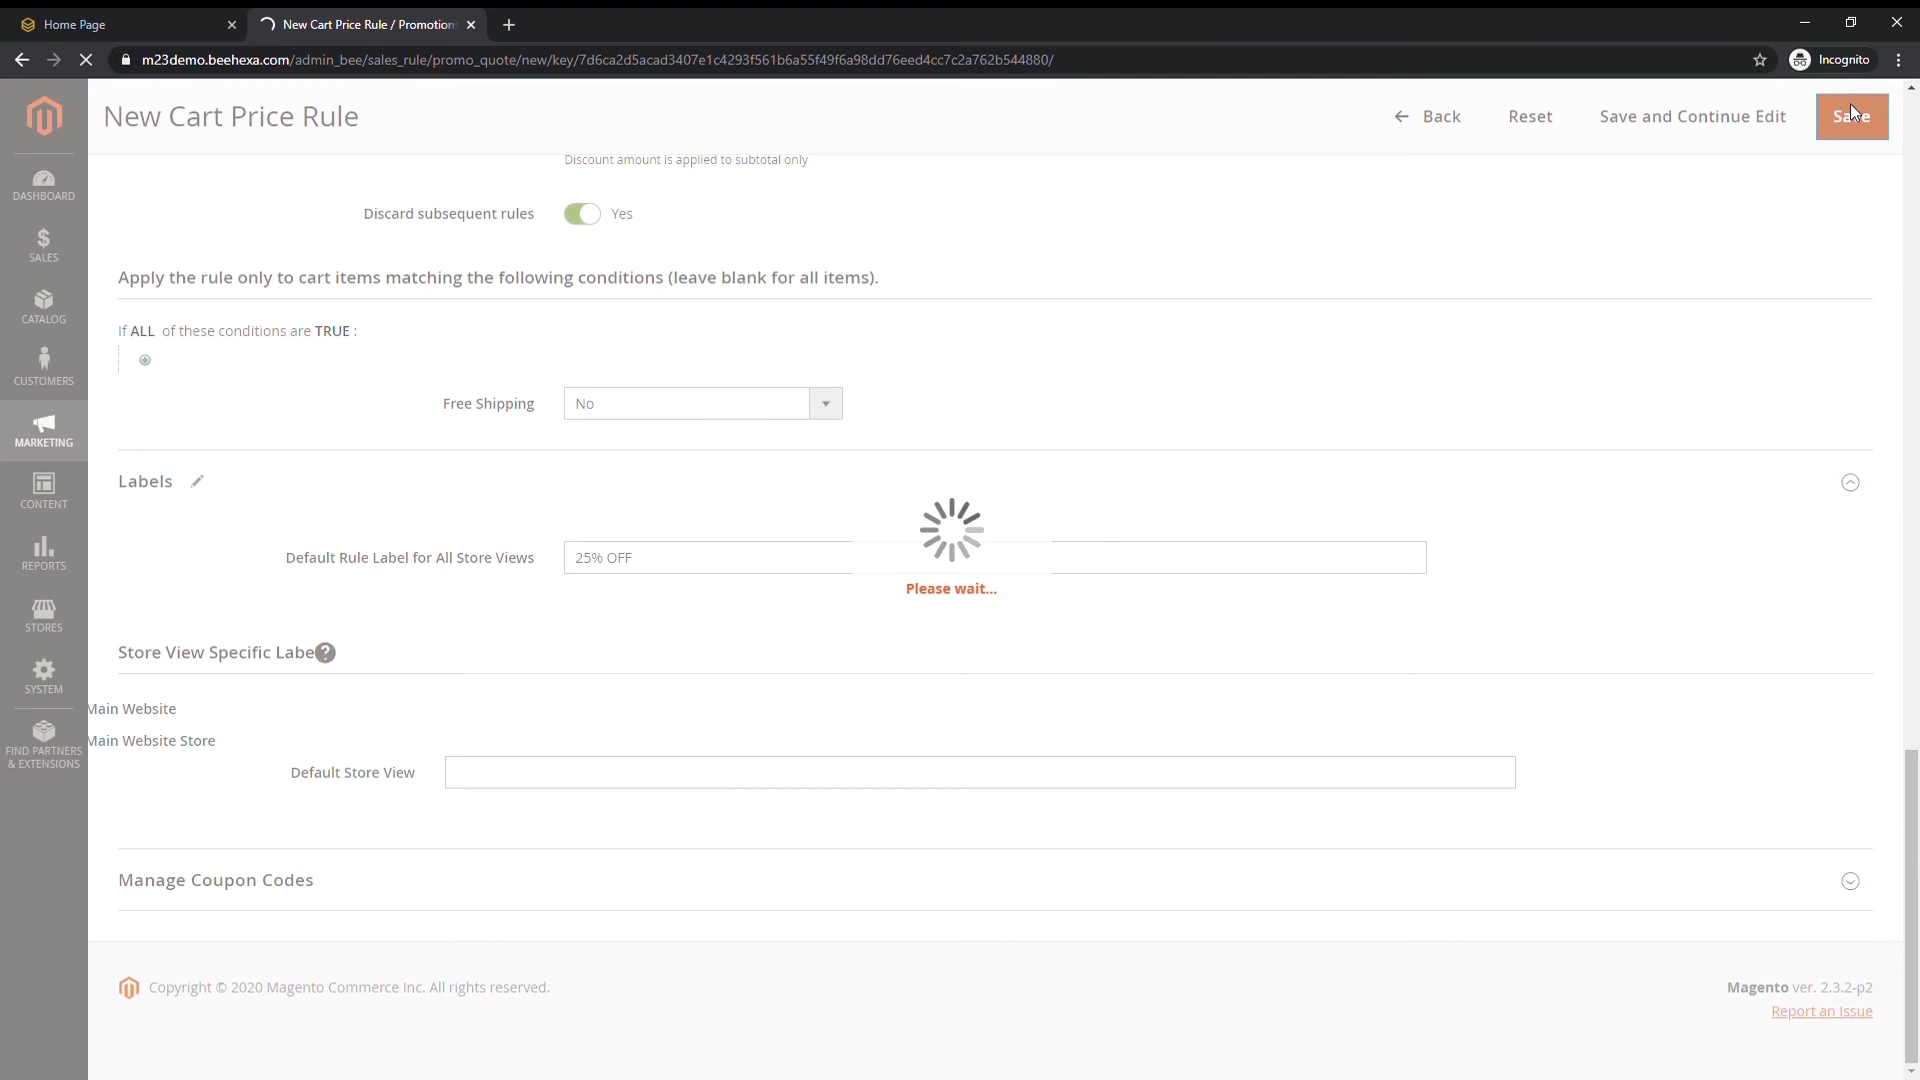 Home Page
New Cart Price Rule / Promotion
m23demo.beehexa.com/admin_bee/sales_rule/promo_quote/new/key/7d6ca2d5acad3407e1c4293f561b6a55f49f6a98dd76eed4cc7c2a762b544880/
Incognito
New Cart Price Rule
Back
Reset
Save and Continue Edit
Save
DASHBOARD
SALES
CATALOG
CUSTOMERS
MARKETING
CONTENT
REPORTS
STORES
SYSTEM
FIND PARTNERS
& EXTENSIONS
Discount amount is applied to subtotal only
Discard subsequent rules
Yes
Apply the rule only to cart items matching the following conditions (leave blank for all items).
If ALL of these conditions are TRUE :
Free Shipping
No
Labels
Default Rule Label for All Store Views
25% OFF
Please wait...
Store View Specific Labe
Main Website
Main Website Store
Default Store View
Manage Coupon Codes
Copyright © 2020 Magento Commerce Inc. All rights reserved.
Magento ver. 2.3.2-p2
Report an Issue